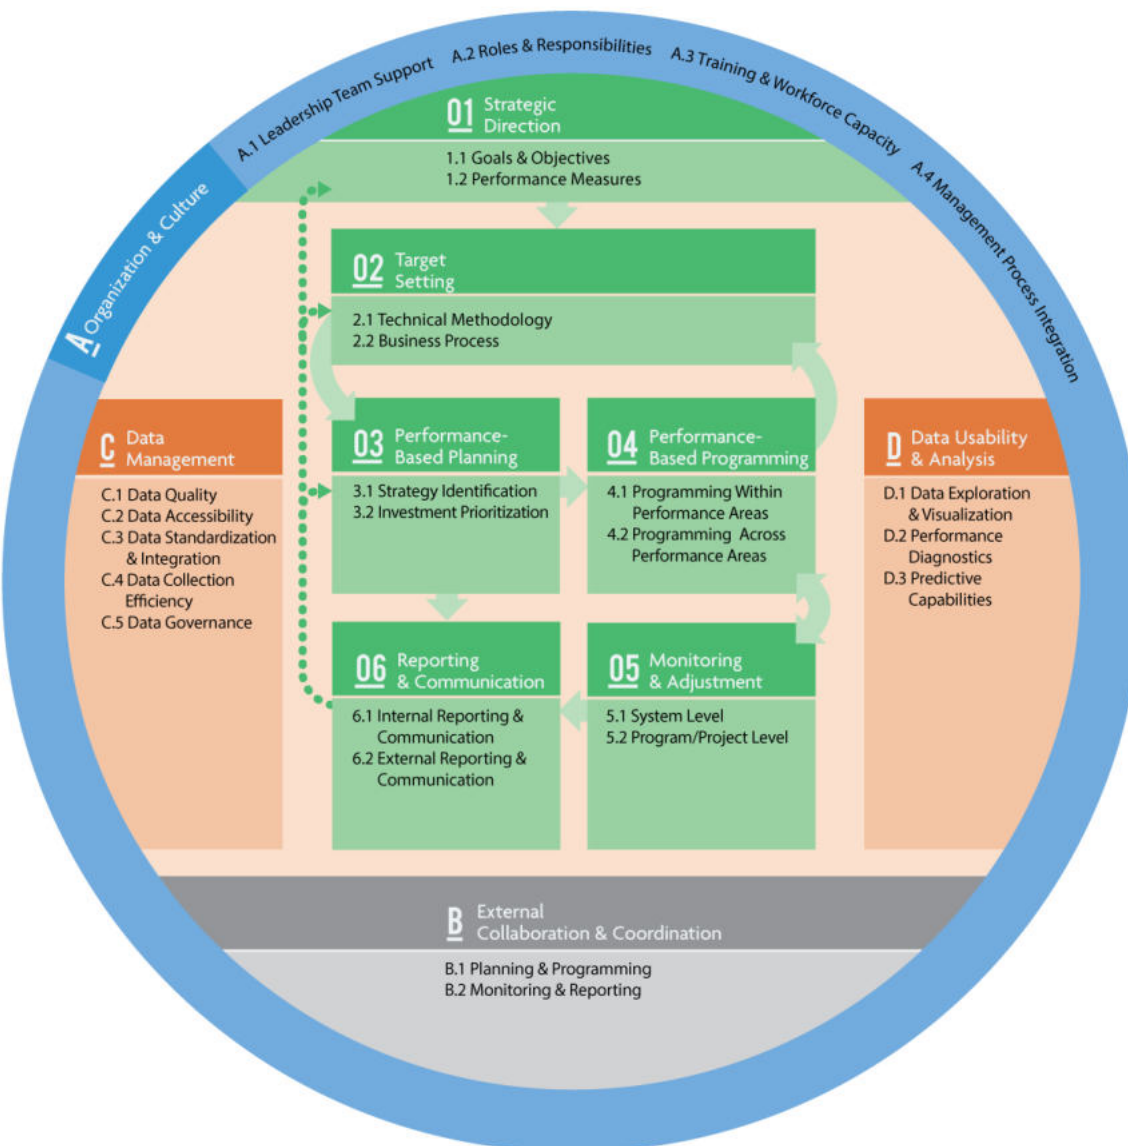 A Organization & Culture
A.1 Leadership Team Support
A.2 Roles & Responsibilities
A.3 Training & Workforce Capacity
A.4 Management Process Integration
01 Strategic
Direction
1.1 Goals & Objectives
1.2 Performance Measures
02 Target
Setting
2.1 Technical Methodology
2.2 Business Process
C Data
Management
C.1 Data Quality
C.2 Data Accessibility
C.3 Data Standardization
& Integration
C.4 Data Collection
Efficiency
C.5 Data Governance
03 Performance-
Based Planning
3.1 Strategy Identification
3.2 Investment Prioritization
04 Performance-
Based Programming
4.1 Programming Within
Performance Areas
4.2 Programming Across
Performance Areas
D Data Usability
& Analysis
D.1 Data Exploration
& Visualization
D.2 Performance
Diagnostics
D.3 Predictive
Capabilities
06 Reporting
& Communication
6.1 Internal Reporting &
Communication
6.2 External Reporting &
Communication
05 Monitoring
& Adjustment
5.1 System Level
5.2 Program/Project Level
B External
Collaboration & Coordination
B.1 Planning & Programming
B.2 Monitoring & Reporting